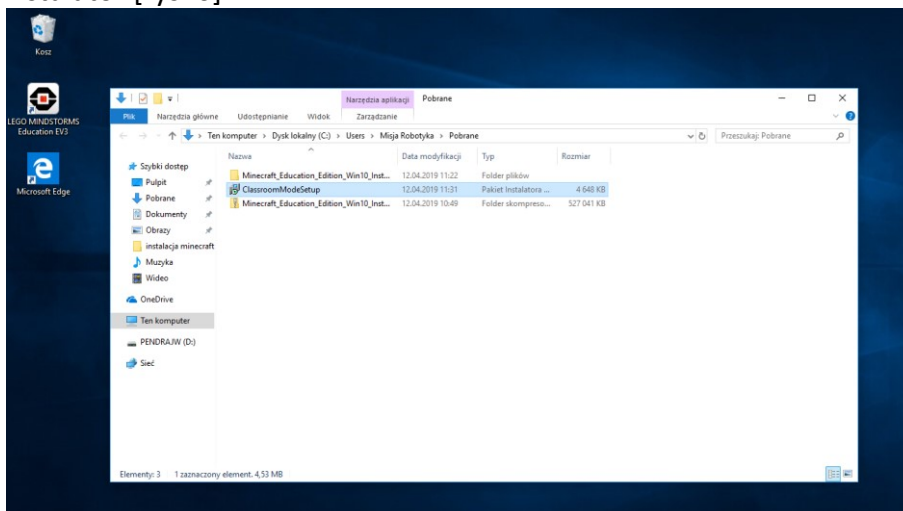 Kosz
LEGO MINDSTORMS
Education EV3
Microsoft Edge
Narzędzia aplikacji
Pobrane
Plik Narzędzia główne Udostępnianie Widok Zarządzanie
Ten komputer > Dysk lokalny (C:) > Users > Misja Robotyka > Pobrane
Przeszukaj: Pobrane
Nazwa Data modyfikacji Typ Rozmiar
Minecraft_Education_Edition_Win10_Inst... 12.04.2019 11:22 Folder plików
ClassroomModeSetup 12.04.2019 11:31 Pakiet Instalatora ... 4 648 KB
Minecraft_Education_Edition_Win10_Inst... 12.04.2019 10:49 Folder skompreso... 527 041 KB
Szybki dostęp
Pulpit
Pobrane
Dokumenty
Obrazy
instalacja minecraft
Muzyka
Wideo
OneDrive
Ten komputer
PENDRAJW (D:)
Sieć
Elementy: 3 1 zaznaczony element. 4,53 MB